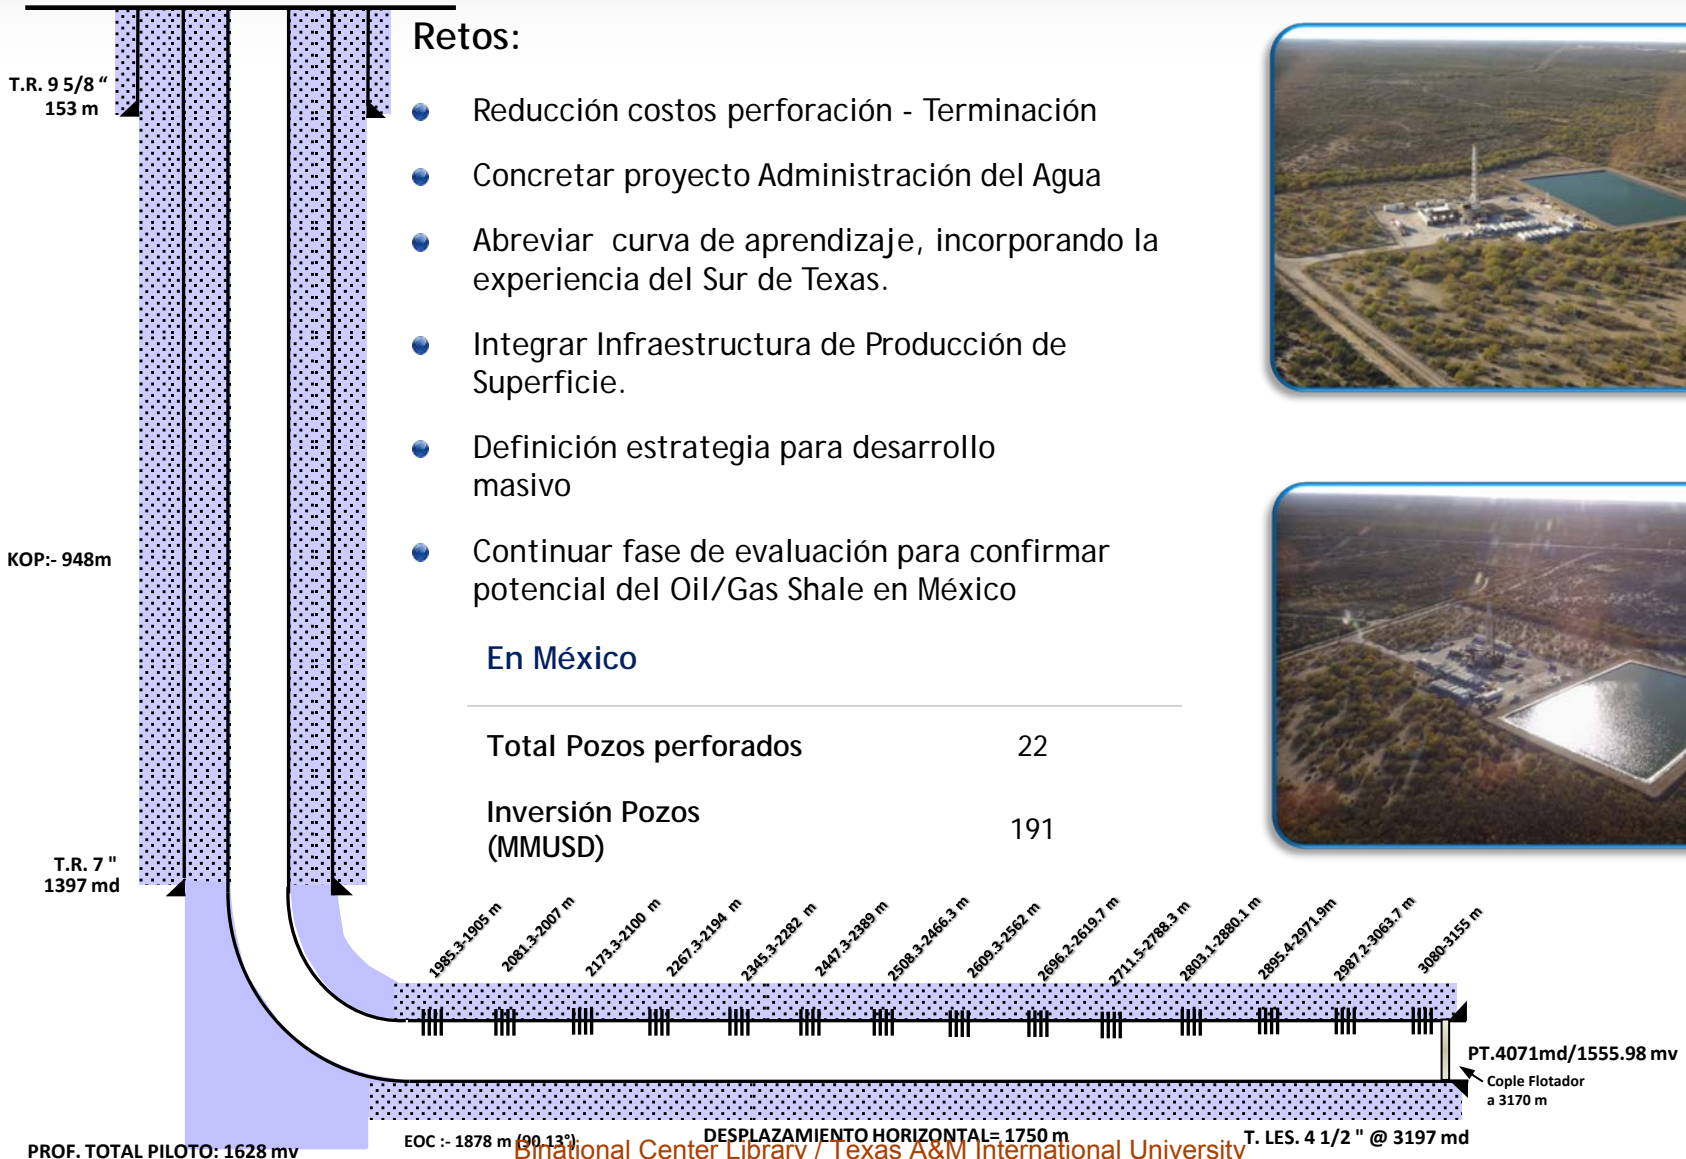 Retos:
T.R. 9 5/8 “
153 m
Reducción costos perforación - Terminación
Concretar proyecto Administración del Agua
Abreviar curva de aprendizaje, incorporando la
experiencia del Sur de Texas.
Integrar Infraestructura de Producción de
Superficie.
Definición estrategia para desarrollo
masivo
KOP:- 948m
Continuar fase de evaluación para confirmar
potencial del Oil/Gas Shale en México
En México
Total Pozos perforados 22
Inversión Pozos
(MMUSD) 191
T.R. 7 "
1397 md
1985.3-1905 m
2081.3-2007 m
2173.3-2100 m
2267.3-2194 m
2345.3-2282 m
2447.3-2389 m
2508.3-2466.3 m
2609.3-2562 m
2696.2-2619.7 m
2711.5-2788.3 m
2803.1-2880.1 m
2895.4-2971.9m
2987.2-3063.7 m
3080-3155 m
PT.4071md/1555.98 mv
Cople Flotador
a 3170 m
PROF. TOTAL PILOTO: 1628 mv
EOC :- 1878 m (90.13°)
DESPLAZAMIENTO HORIZONTAL= 1750 m
T. LES. 4 1/2 " @ 3197 md
Binational Center Library / Texas A&M International University